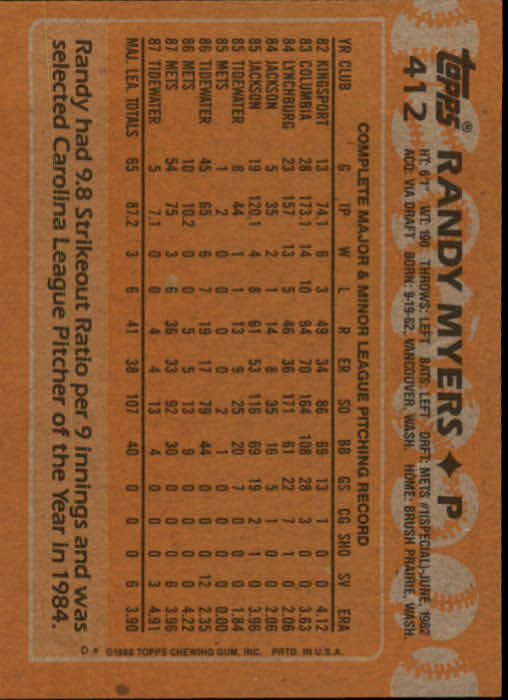 topps® RANDY MYERS ✦ P
412 HT: 6'1" WT: 190 THROWS: LEFT BATS: LEFT DRFT: METS #1(SPECIAL)-JUNE, 1982
ACQ: VIA DRAFT BORN: 9-19-62, VANCOUVER, WASH. HOME: BRUSH PRAIRIE, WASH.
COMPLETE MAJOR & MINOR LEAGUE PITCHING RECORD
YR CLUB G IP W L R ER SO BB GS CG SHO SV ERA
82 KINGSPORT 13 74.1 6 3 49 34 86 69 13 1 0 0 4.12
83 COLUMBIA 28 173.1 14 10 94 70 164 108 28 3 0 0 3.63
84 LYNCHBURG 23 157 13 5 46 36 171 61 22 7 1 0 2.06
84 JACKSON 5 35 2 1 14 8 35 16 5 1 0 0 2.06
85 JACKSON 19 120.1 4 8 61 53 116 69 19 2 1 0 3.96
85 TIDEWATER 8 44 1 1 13 9 25 20 7 0 0 0 1.84
85 METS 1 2 0 0 0 0 2 1 0 0 0 0 0.00
86 TIDEWATER 45 65 6 7 19 17 79 44 0 0 0 12 2.35
86 METS 10 10.2 0 0 5 5 13 9 0 0 0 0 4.22
87 METS 54 75 3 6 36 33 92 30 0 0 0 6 3.96
87 TIDEWATER 5 7.1 0 0 4 4 13 4 0 0 0 3 4.91
MAJ. LEA. TOTALS 65 87.2 3 6 41 38 107 40 0 0 0 6 3.90
©1988 TOPPS CHEWING GUM, INC. PRTD. IN U.S.A.
D*
Randy had 9.8 Strikeout Ratio per 9 innings and was
selected Carolina League Pitcher of the Year in 1984.